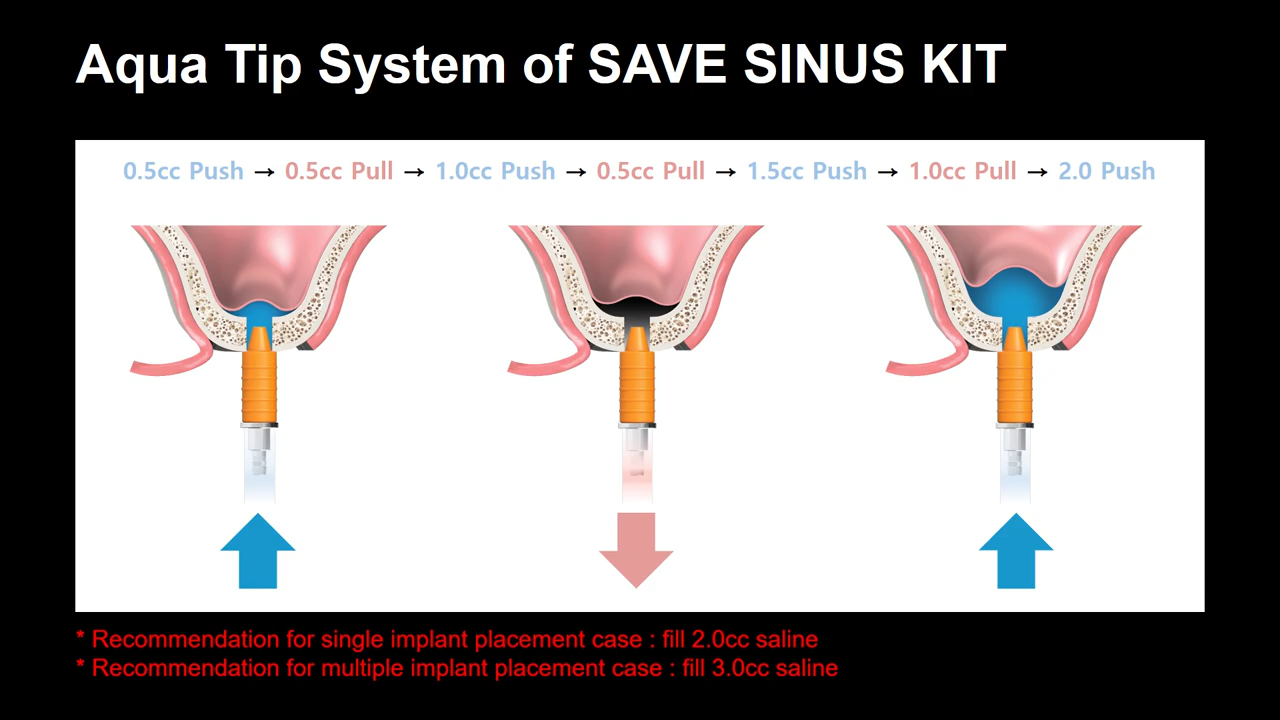 Aqua Tip System of SAVE SINUS KIT
0.5cc Push → 0.5cc Pull → 1.0cc Push → 0.5cc Pull → 1.5cc Push → 1.0cc Pull → 2.0 Push
* Recommendation for single implant placement case : fill 2.0cc saline
* Recommendation for multiple implant placement case : fill 3.0cc saline